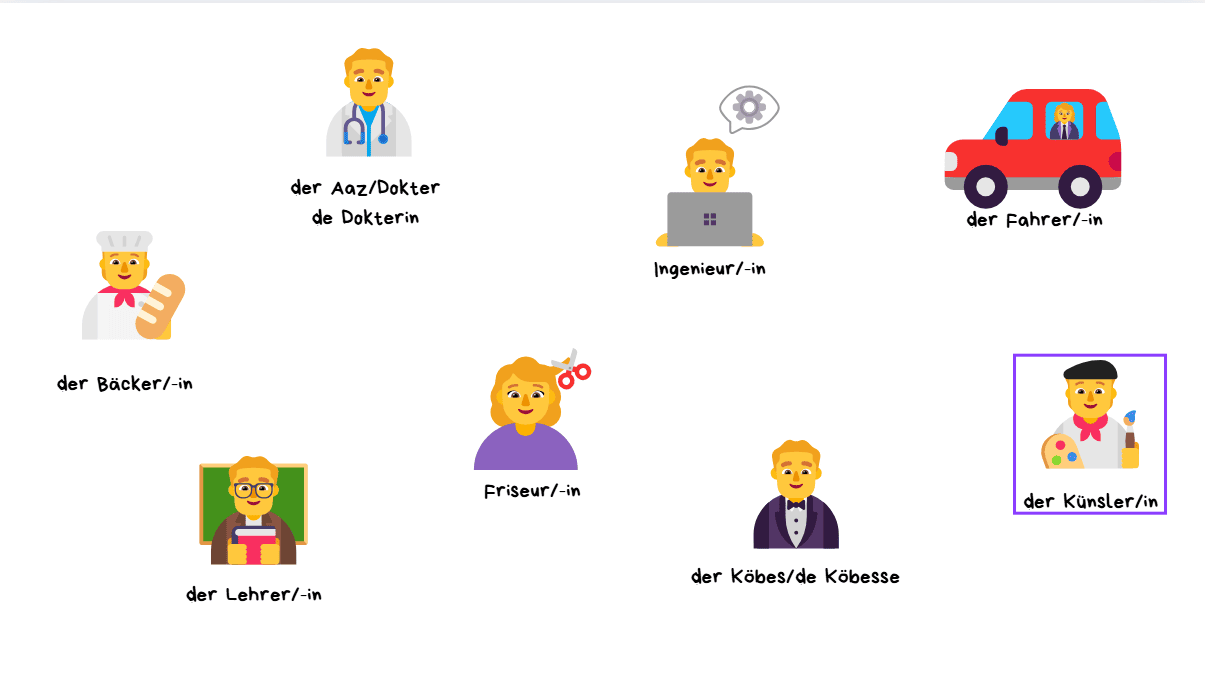 der Aaz/Dokter
de Dokterin
Ingenieur/-in
der Fahrer/-in
der Bäcker/-in
Friseur/-in
der Künsler/in
der Köbes/de Köbesse
der Lehrer/-in